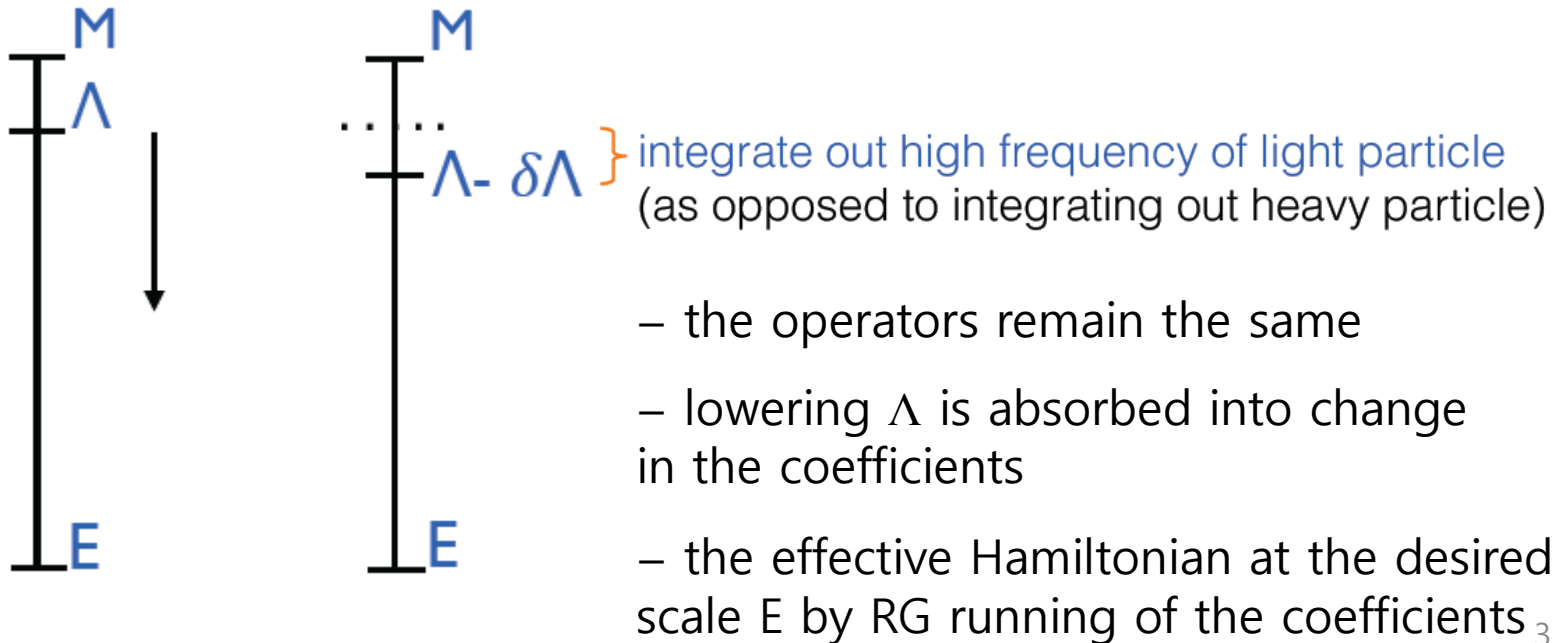 M
Λ
E
M
Λ- δΛ
E
integrate out high frequency of light particle
(as opposed to integrating out heavy particle)
– the operators remain the same
– lowering Λ is absorbed into change
in the coefficients
– the effective Hamiltonian at the desired
scale E by RG running of the coefficients
3